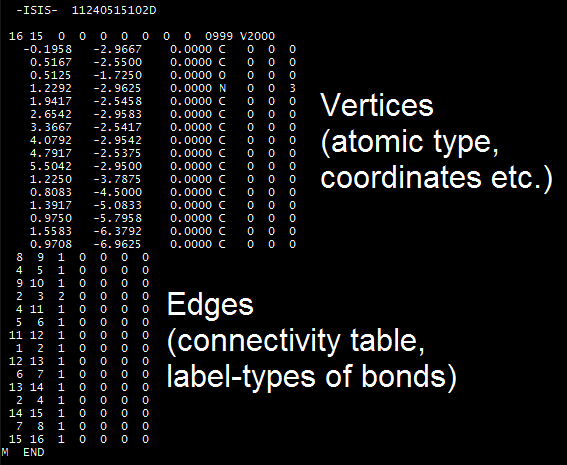 -ISIS-  11240515102D
16 15  0  0  0  0  0  0  0  0999 V2000
-0.1958   -2.9667    0.0000 C   0  0  0
0.5167   -2.5500    0.0000 C   0  0  0
0.5125   -1.7250    0.0000 O   0  0  0
1.2292   -2.9625    0.0000 N   0  0  3
1.9417   -2.5458    0.0000 C   0  0  0
2.6542   -2.9583    0.0000 C   0  0  0
3.3667   -2.5417    0.0000 C   0  0  0
4.0792   -2.9542    0.0000 C   0  0  0
4.7917   -2.5375    0.0000 C   0  0  0
5.5042   -2.9500    0.0000 C   0  0  0
1.2250   -3.7875    0.0000 C   0  0  0
0.8083   -4.5000    0.0000 C   0  0  0
1.3917   -5.0833    0.0000 C   0  0  0
0.9750   -5.7958    0.0000 C   0  0  0
1.5583   -6.3792    0.0000 C   0  0  0
0.9708   -6.9625    0.0000 C   0  0  0
Vertices
(atomic type,
coordinates etc.)
8  9  1  0  0  0  0
4  5  1  0  0  0  0
9 10  1  0  0  0  0
2  3  2  0  0  0  0
4 11  1  0  0  0  0
5  6  1  0  0  0  0
11 12  1  0  0  0  0
1  2  1  0  0  0  0
12 13  1  0  0  0  0
6  7  1  0  0  0  0
13 14  1  0  0  0  0
2  4  1  0  0  0  0
14 15  1  0  0  0  0
7  8  1  0  0  0  0
15 16  1  0  0  0  0
M  END
Edges
(connectivity table,
label-types of bonds)